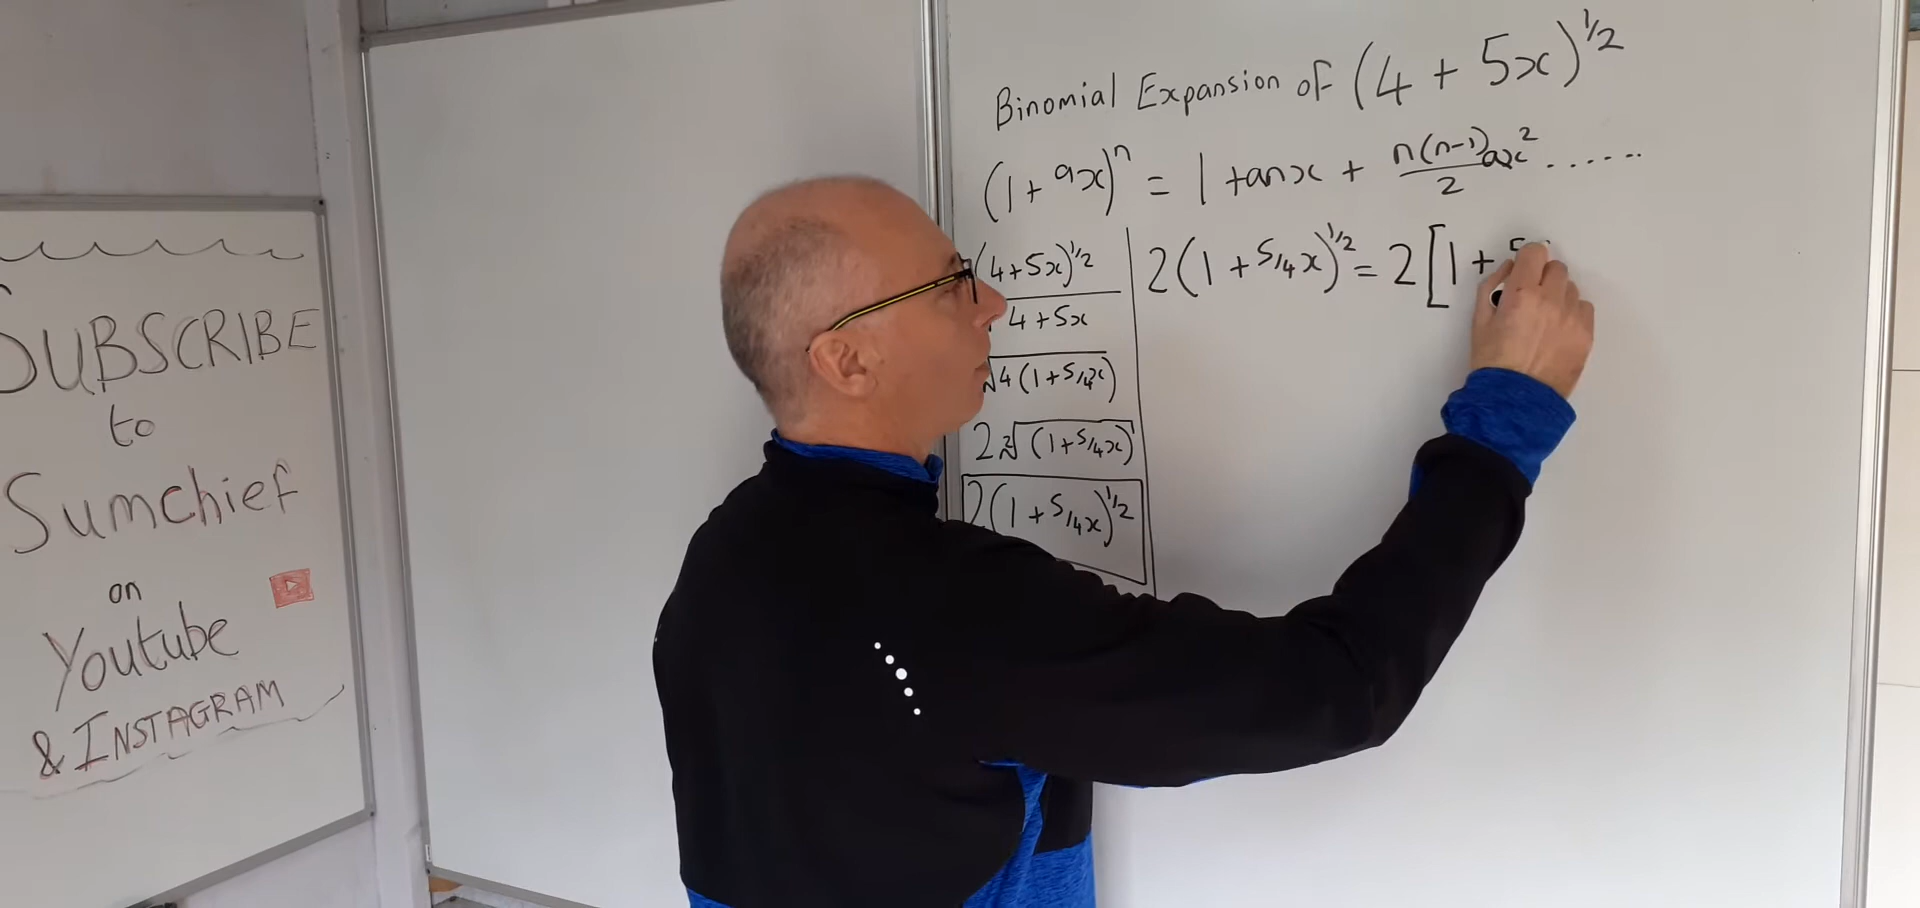 SUBSCRIBE
to
Sumchief
on
Youtube
& INSTAGRAM
Binomial Expansion of (4 + 5x)^1/2
(1 + ax)^n = 1 + anx + n(n-1)/2 ax^2 ......
(4+5x)^1/2
4 + 5x
√4(1+5/4x)
2 2√(1+5/4x)
2(1+5/4x)^1/2
2(1+5/4x)^1/2 = 2[1 +